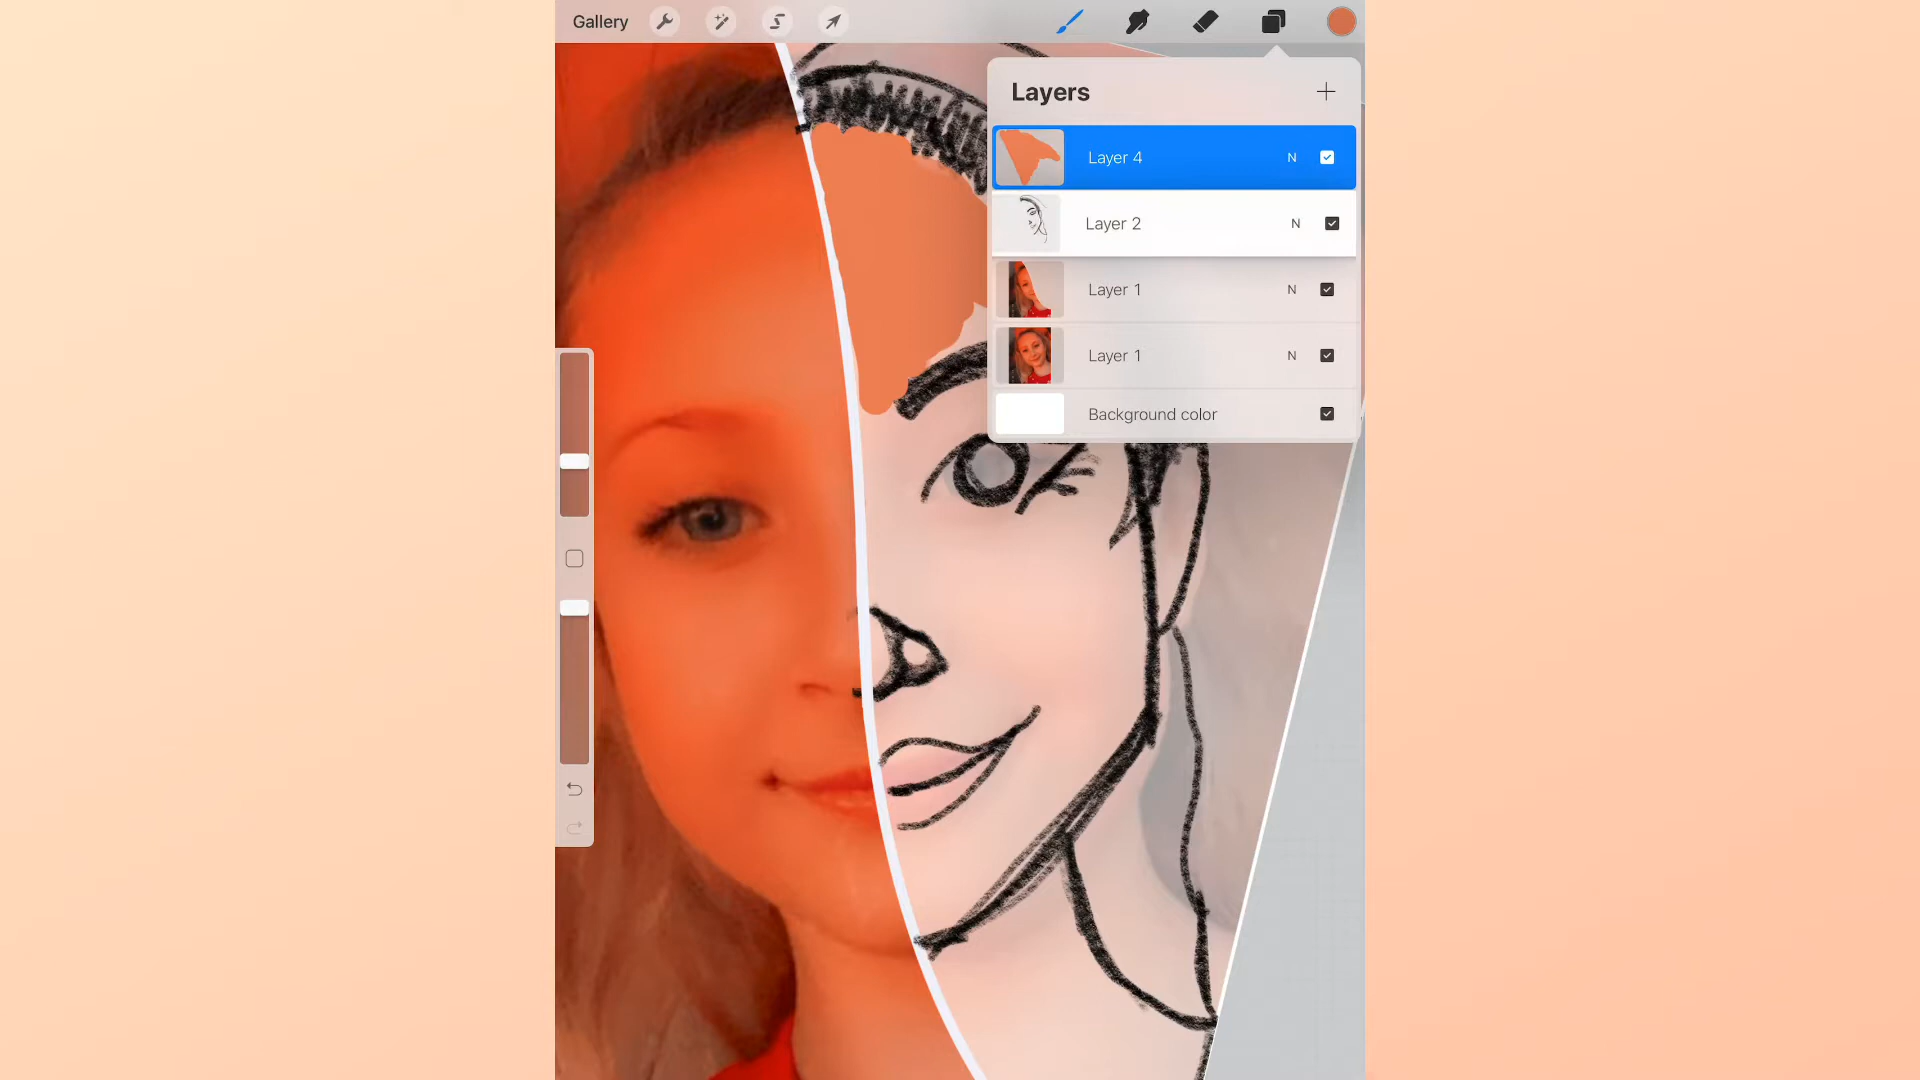 Gallery
Layers
Layer 4 N
Layer 2 N
Layer 1 N
Layer 1 N
Background color